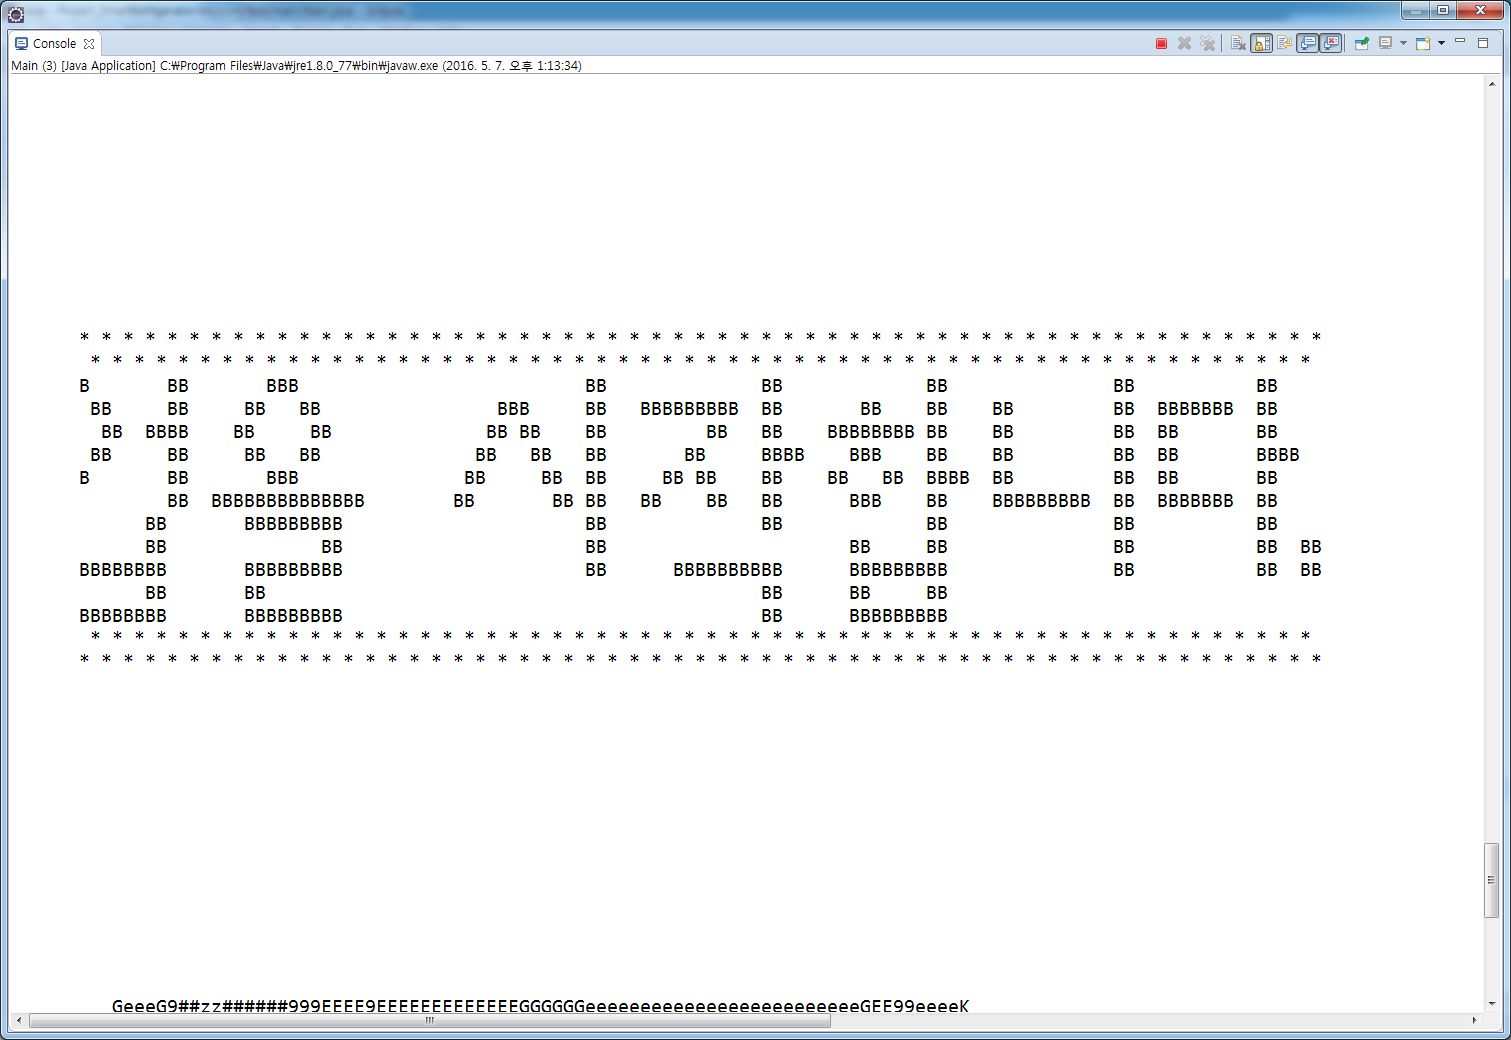 Console
Main (3) [Java Application] C:₩Program Files₩Java₩jre1.8.0_77₩bin₩javaw.exe (2016. 5. 7. 오후 1:13:34)
* * * * * * * * * * * * * * * * * * * * * * * * * * * * * * * * * * * * * * * * * * * * * * * * * * * * * * * * *
* * * * * * * * * * * * * * * * * * * * * * * * * * * * * * * * * * * * * * * * * * * * * * * * * * * * * * * *
B BB BBB BB BB BB BB BB
BB BB BB BB BBB BB BBBBBBBBB BB BB BB BB BB BBBBBBB BB
BB BBBB BB BB BB BB BB BB BB BBBBBBBB BB BB BB BB BB
BB BB BB BB BB BB BB BB BBBB BBB BB BB BB BB BBBB
B BB BBB BB BB BB BB BB BB BB BB BBBB BB BB BB BB
BB BBBBBBBBBBBBBB BB BB BB BB BB BB BBB BB BBBBBBBBB BB BBBBBBB BB
BB BBBBBBBBB BB BB BB BB BB
BB BB BB BB BB BB BB BB
BBBBBBBB BBBBBBBBB BB BBBBBBBBBB BBBBBBBBB BB BB BB
BB BB BB BB BB
BBBBBBBB BBBBBBBBB BB BBBBBBBBB
* * * * * * * * * * * * * * * * * * * * * * * * * * * * * * * * * * * * * * * * * * * * * * * * * * * * * * * *
* * * * * * * * * * * * * * * * * * * * * * * * * * * * * * * * * * * * * * * * * * * * * * * * * * * * * * * * *
GeeeG9##zz######999EEEE9EEEEEEEEEEEEEGGGGGGeeeeeeeeeeeeeeeeeeeeeeeeeGEE99eeeeK